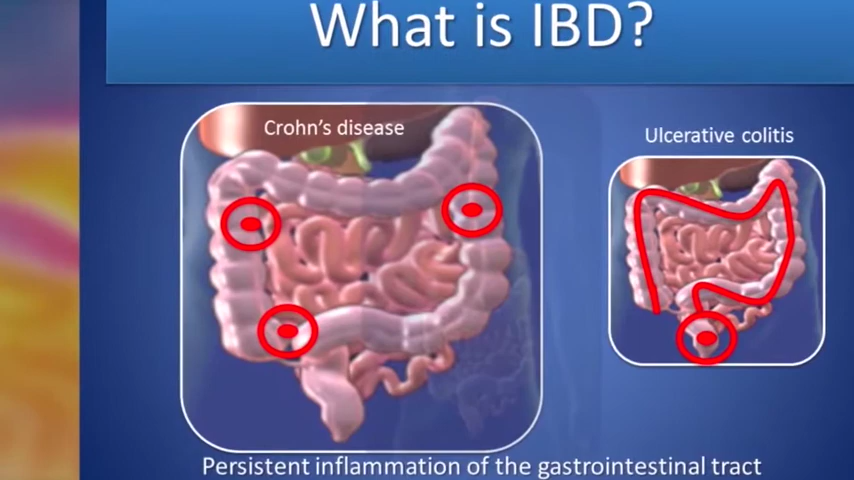 What is IBD?
Crohn's disease
Ulcerative colitis
Persistent inflammation of the gastrointestinal tract